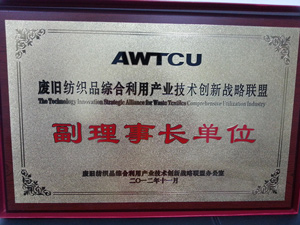 AWTCU
废旧纺织品综合利用产业技术创新战略联盟
The Technology Innovation Strategic Alliance for Waste Textiles Comprehensive Utilization Industry
副理事长单位
废旧纺织品综合利用产业技术创新战略联盟办公室
二〇一二年十一月